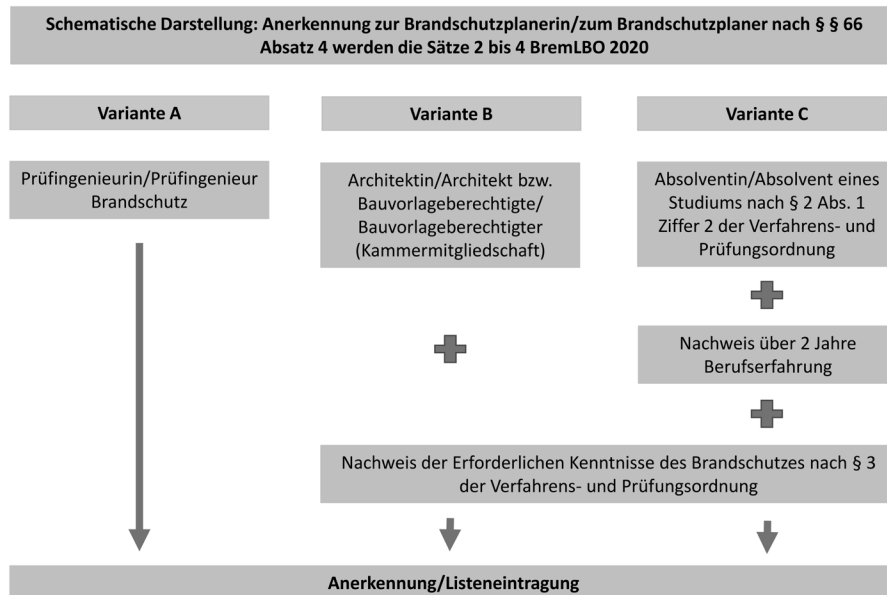 Schematische Darstellung: Anerkennung zur Brandschutzplanerin/zum Brandschutzplaner nach § § 66
Absatz 4 werden die Sätze 2 bis 4 BremLBO 2020
Variante A
Prüfingenieurin/Prüfingenieur
Brandschutz
Variante B
Architektin/Architekt bzw.
Bauvorlageberechtigte/
Bauvorlageberechtigter
(Kammermitgliedschaft)
Variante C
Absolventin/Absolvent eines
Studiums nach § 2 Abs. 1
Ziffer 2 der Verfahrens- und
Prüfungsordnung
Nachweis über 2 Jahre
Berufserfahrung
Nachweis der Erforderlichen Kenntnisse des Brandschutzes nach § 3
der Verfahrens- und Prüfungsordnung
Anerkennung/Listeneintragung